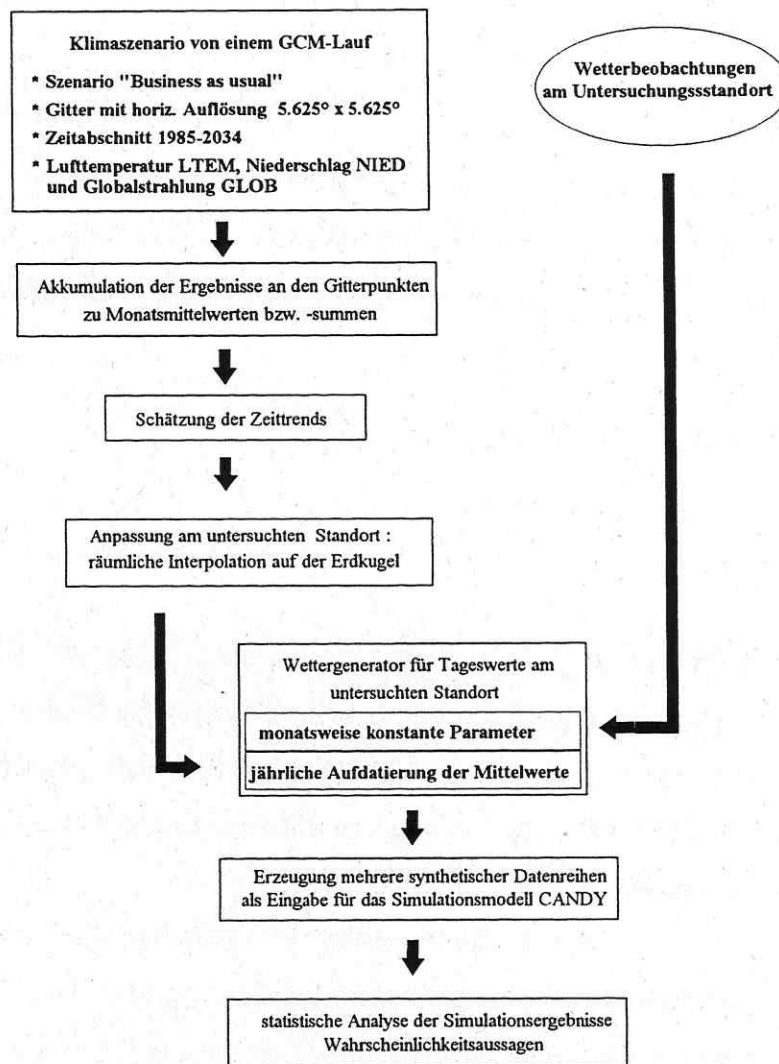 Klimaszenario von einem GCM-Lauf
* Szenario "Business as usual"
* Gitter mit horiz. Auflösung 5.625° x 5.625°
* Zeitabschnitt 1985-2034
* Lufttemperatur LTEM, Niederschlag NIED
und Globalstrahlung GLOB
Wetterbeobachtungen
am Untersuchungssstandort
Akkumulation der Ergebnisse an den Gitterpunkten
zu Monatsmittelwerten bzw. -summen
Schätzung der Zeittrends
Anpassung am untersuchten Standort :
räumliche Interpolation auf der Erdkugel
Wettergenerator für Tageswerte am
untersuchten Standort
monatsweise konstante Parameter
jährliche Aufdatierung der Mittelwerte
Erzeugung mehrere synthetischer Datenreihen
als Eingabe für das Simulationsmodell CANDY
statistische Analyse der Simulationsergebnisse
Wahrscheinlichkeitsaussagen